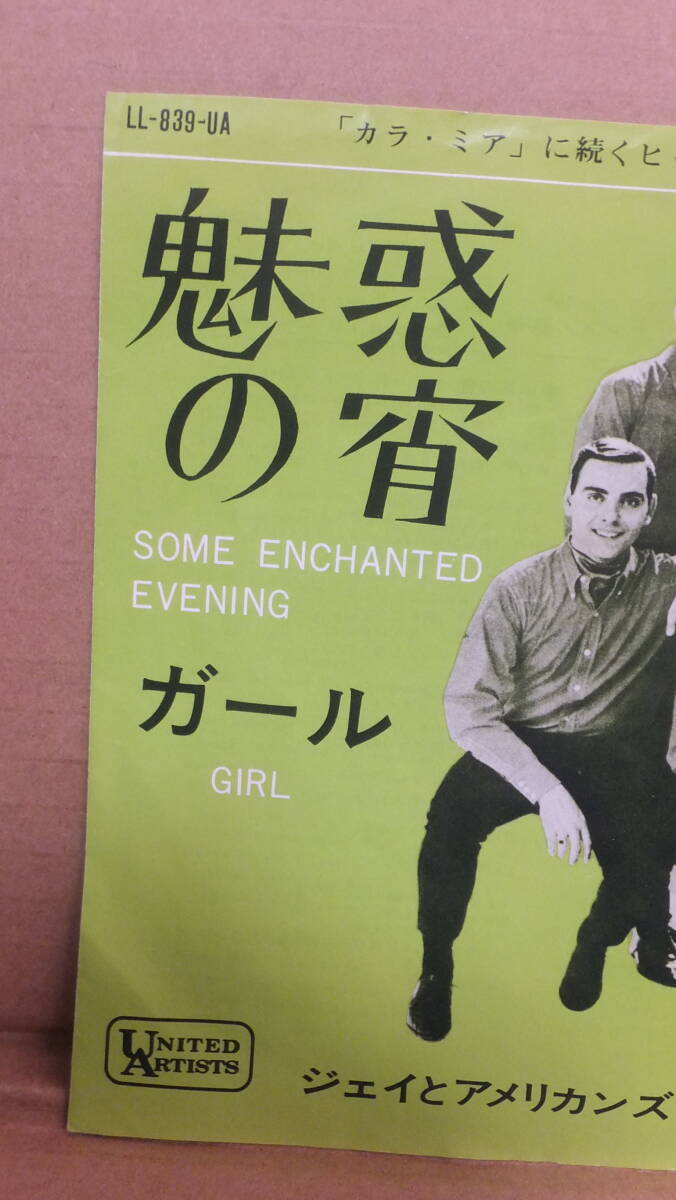 LL-839-UA
「カラ・ミア」に続くヒ
魅惑
の宵
SOME ENCHANTED
EVENING
ガール
GIRL
UNITED
ARTISTS
ジェイとアメリカンズ